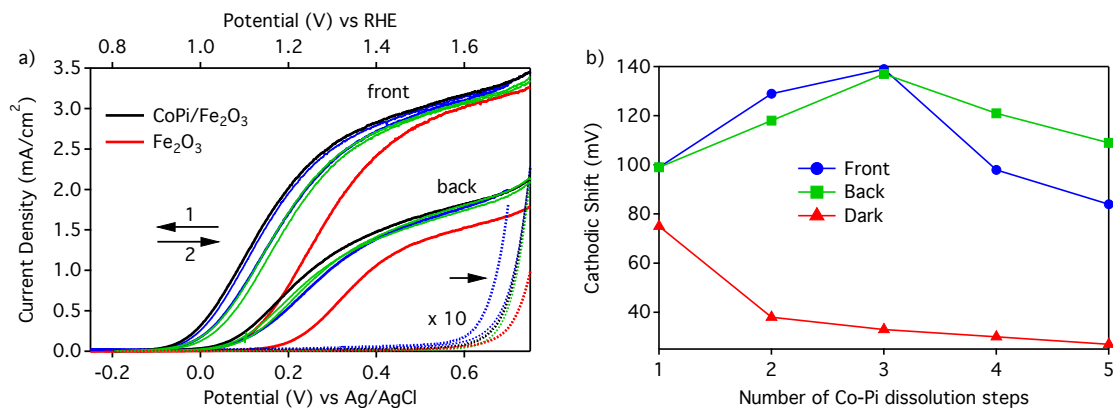 a)
Potential (V) vs RHE
0.8 1.0 1.2 1.4 1.6
Current Density (mA/cm²)
3.5
3.0
2.5
2.0
1.5
1.0
0.5
0.0
CoPi/Fe₂O₃
Fe₂O₃
front
back
1
2
x 10
-0.2 0.0 0.2 0.4 0.6
Potential (V) vs Ag/AgCl
b)
Cathodic Shift (mV)
140
120
100
80
60
40
Front
Back
Dark
1 2 3 4 5
Number of Co-Pi dissolution steps